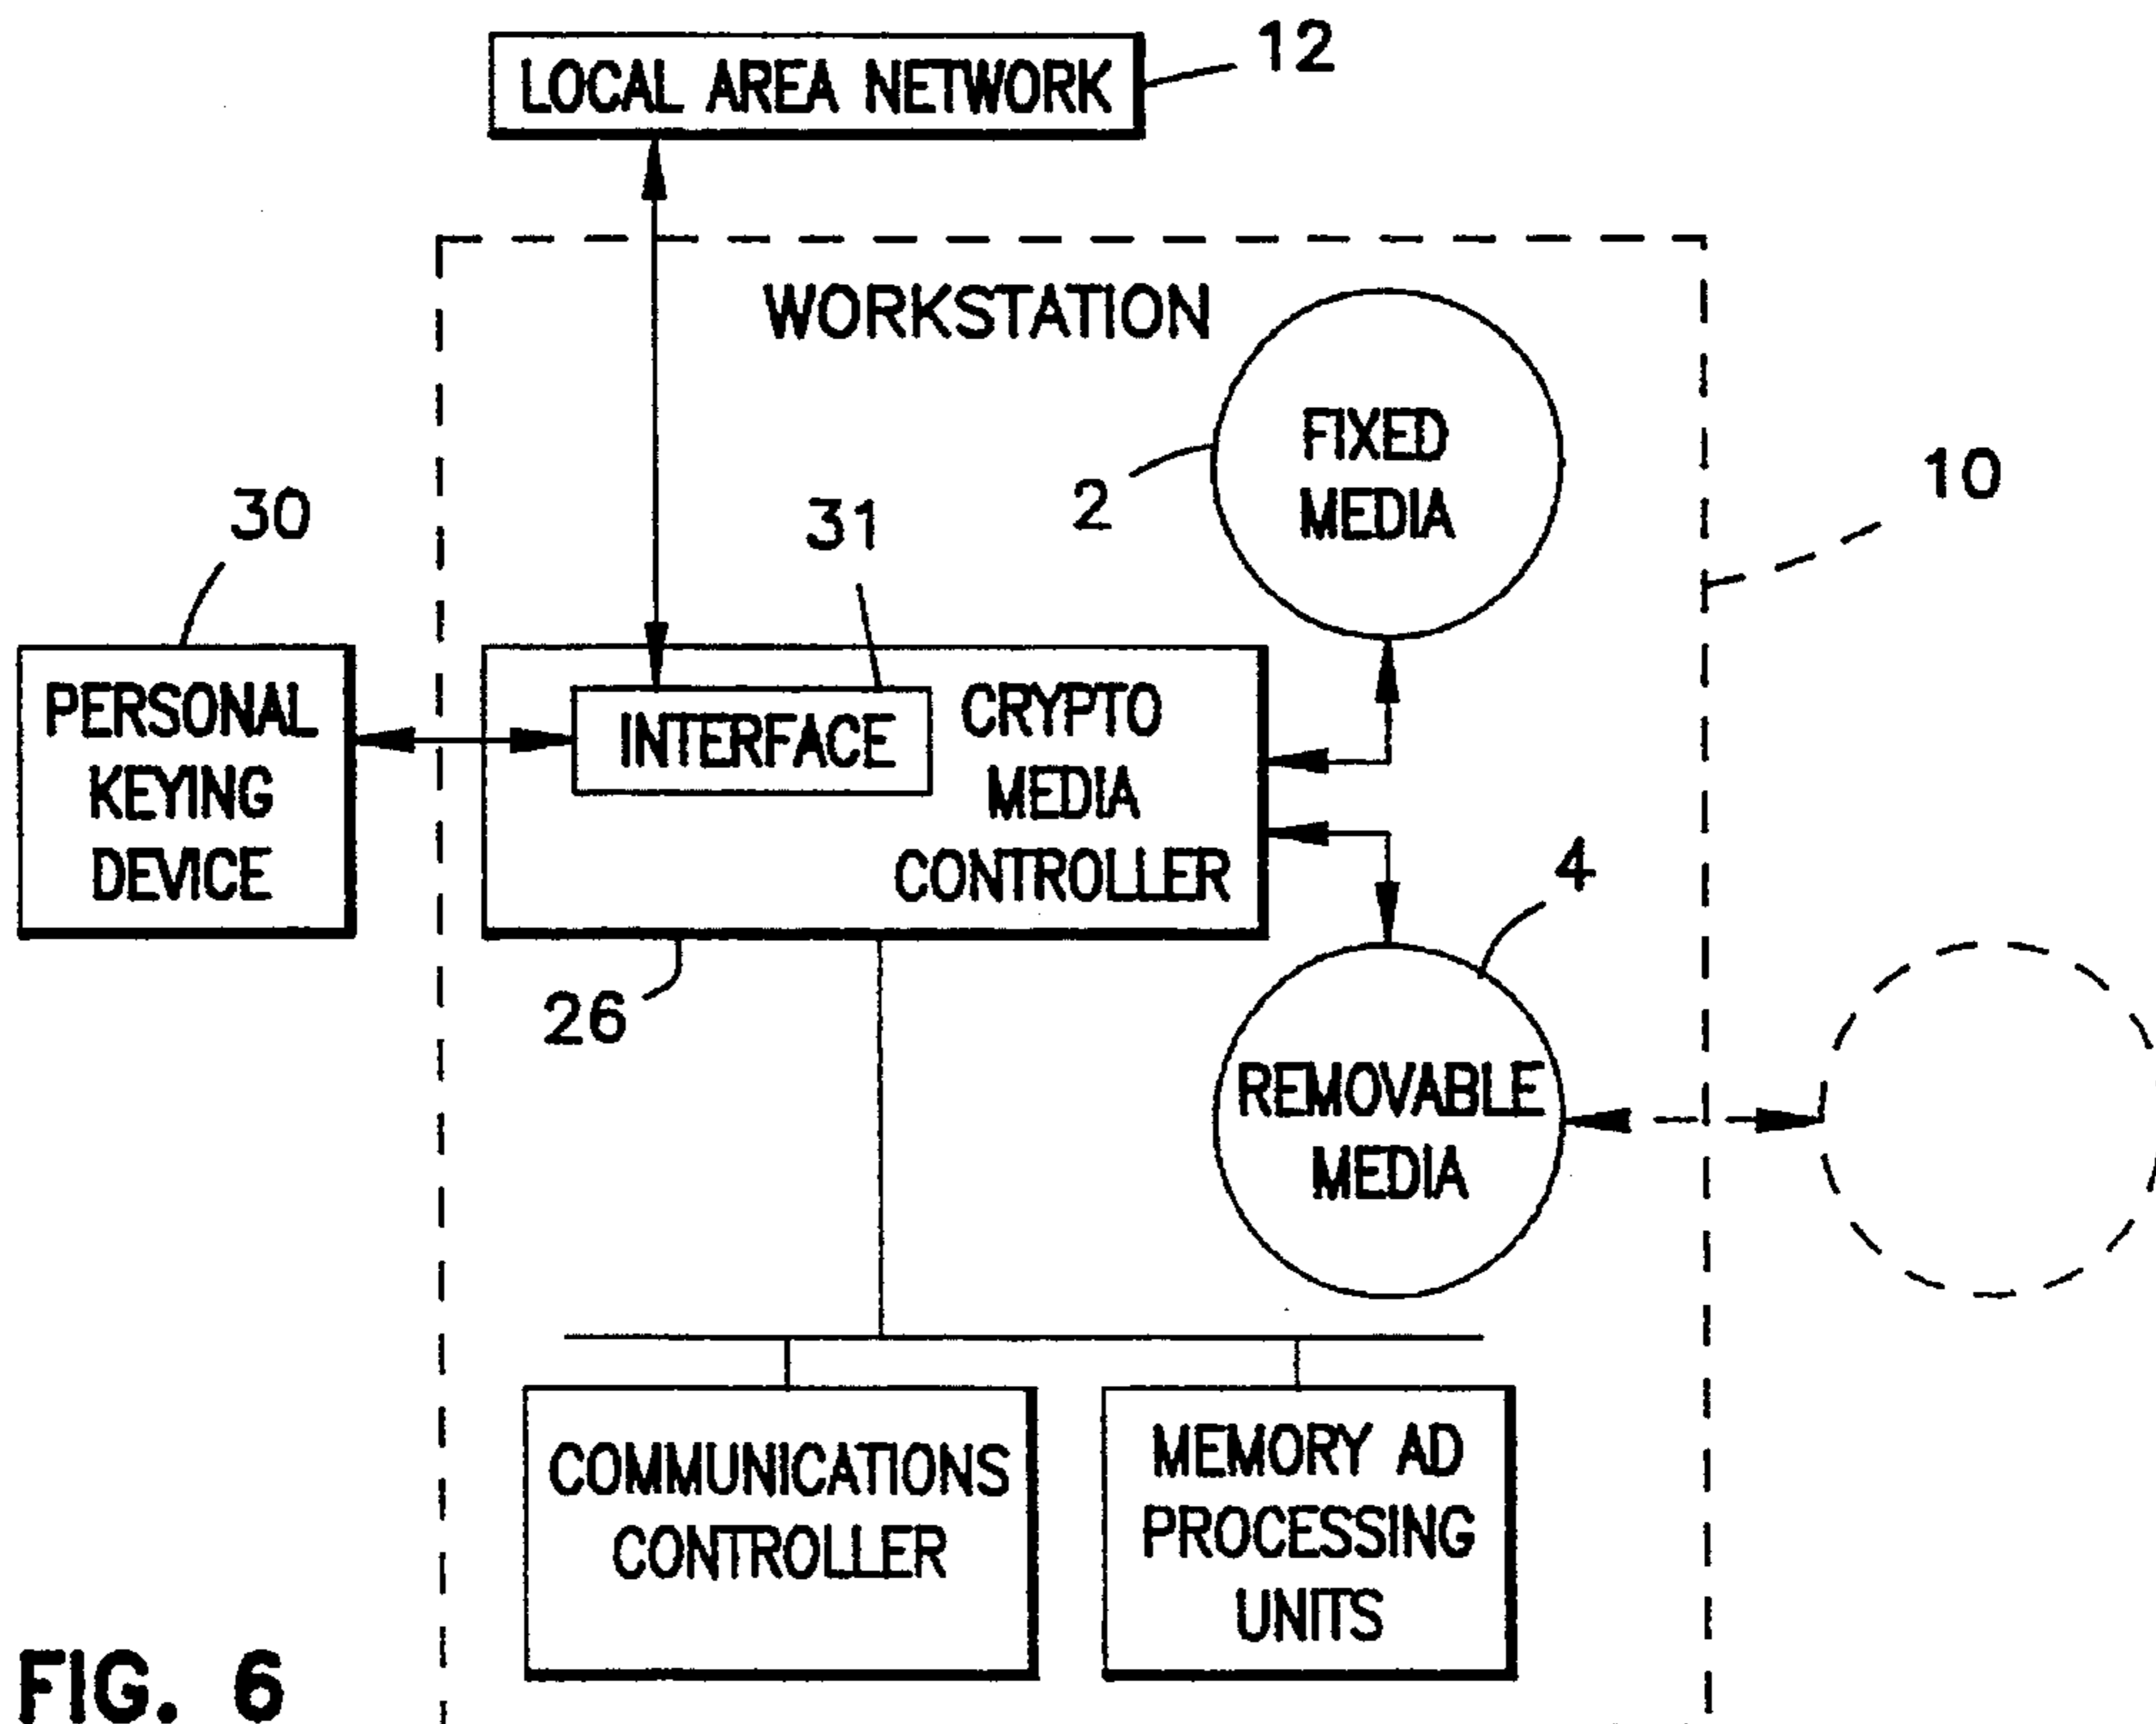 LOCAL AREA NETWORK
12
WORKSTATION
FIXED
MEDIA
2
10
30
31
PERSONAL
KEYING
DEVICE
INTERFACE
CRYPTO
MEDIA
CONTROLLER
4
26
REMOVABLE
MEDIA
COMMUNICATIONS
CONTROLLER
MEMORY AD
PROCESSING
UNITS
FIG. 6